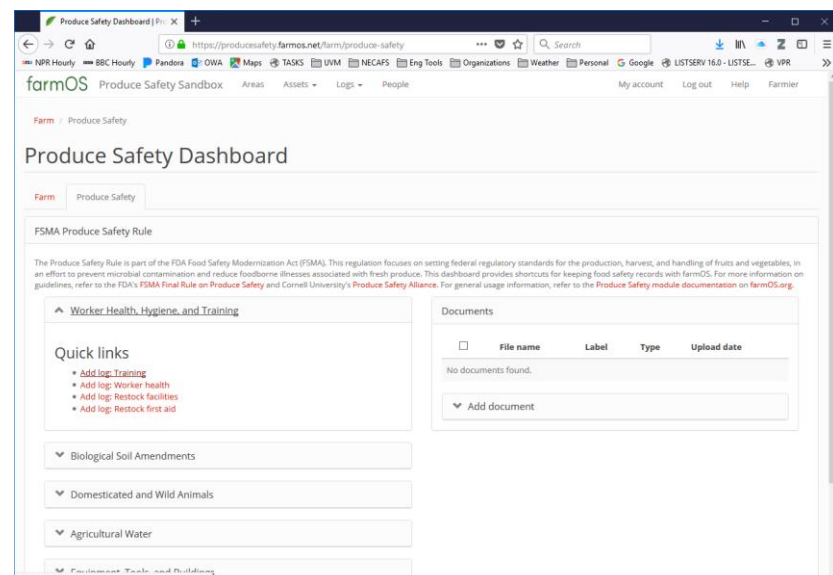 Produce Safety Dashboard | Pro
https://producesafety.farmos.net/farm/produce-safety
Search
NPR Hourly BBC Hourly Pandora OWA Maps TASKS UVM NECAFS Eng Tools Organizations Weather Personal Google LISTSERV 16.0 - LISTSE... VPR
farmOS Produce Safety Sandbox Areas Assets Logs People My account Log out Help Farmier
Farm / Produce Safety
Produce Safety Dashboard
Farm Produce Safety
FSMA Produce Safety Rule
The Produce Safety Rule is part of the FDA Food Safety Modernization Act (FSMA). This regulation focuses on setting federal regulatory standards for the production, harvest, and handling of fruits and vegetables, in
an effort to prevent microbial contamination and reduce foodborne illnesses associated with fresh produce. This dashboard provides shortcuts for keeping food safety records with farmOS. For more information on
guidelines, refer to the FDA's FSMA Final Rule on Produce Safety and Cornell University's Produce Safety Alliance. For general usage information, refer to the Produce Safety module documentation on farmOS.org.
Worker Health, Hygiene, and Training
Quick links
Add log: Training
Add log: Worker health
Add log: Restock facilities
Add log: Restock first aid
Biological Soil Amendments
Domesticated and Wild Animals
Agricultural Water
Equipment, Tools, and Buildings
Documents
File name Label Type Upload date
No documents found.
Add document